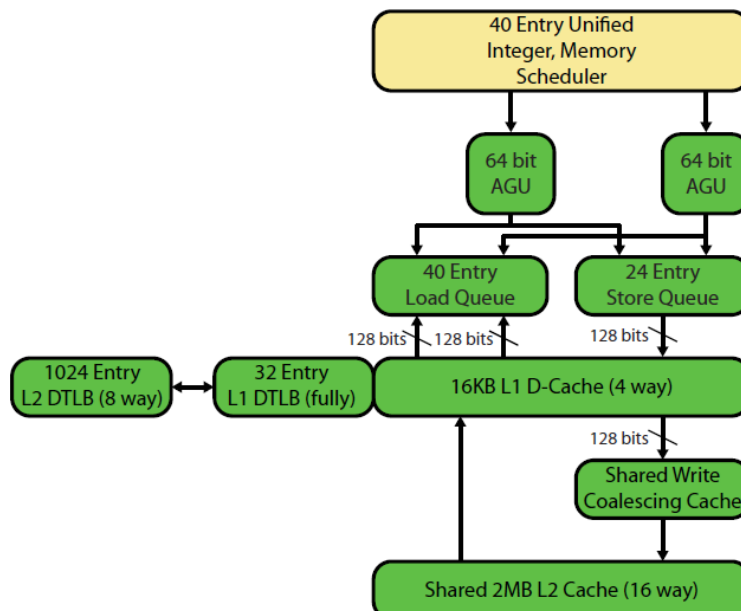 40 Entry Unified
Integer, Memory
Scheduler
64 bit
AGU
64 bit
AGU
40 Entry
Load Queue
24 Entry
Store Queue
128 bits
128 bits
128 bits
1024 Entry
L2 DTLB (8 way)
32 Entry
L1 DTLB (fully)
16KB L1 D-Cache (4 way)
128 bits
Shared Write
Coalescing Cache
Shared 2MB L2 Cache (16 way)